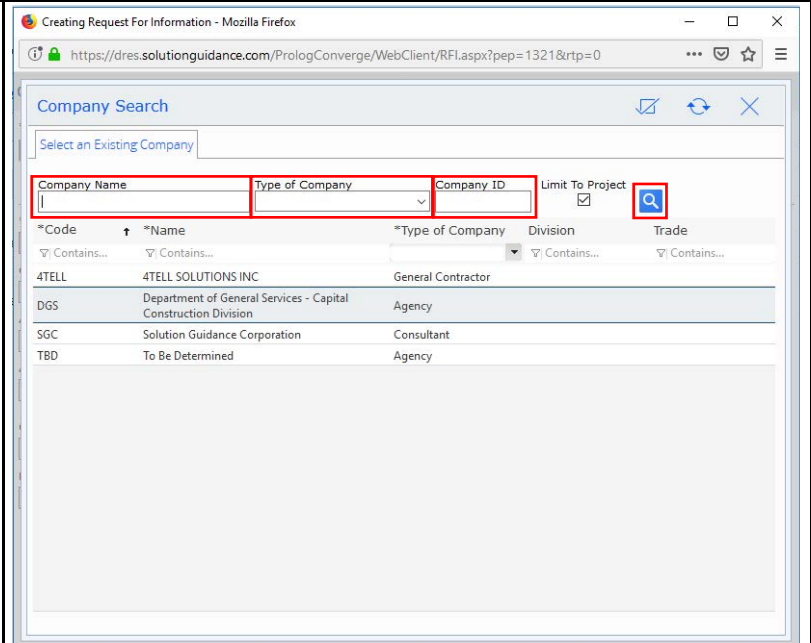 Creating Request For Information - Mozilla Firefox
https://dres.solutionguidance.com/PrologConverge/WebClient/RFI.aspx?pep=1321&rtp=0
Company Search
Select an Existing Company
Company Name Type of Company Company ID Limit To Project
*Code *Name *Type of Company Division Trade
Contains... Contains... Contains... Contains...
4TELL 4TELL SOLUTIONS INC General Contractor
DGS Department of General Services - Capital Construction Division Agency
SGC Solution Guidance Corporation Consultant
TBD To Be Determined Agency